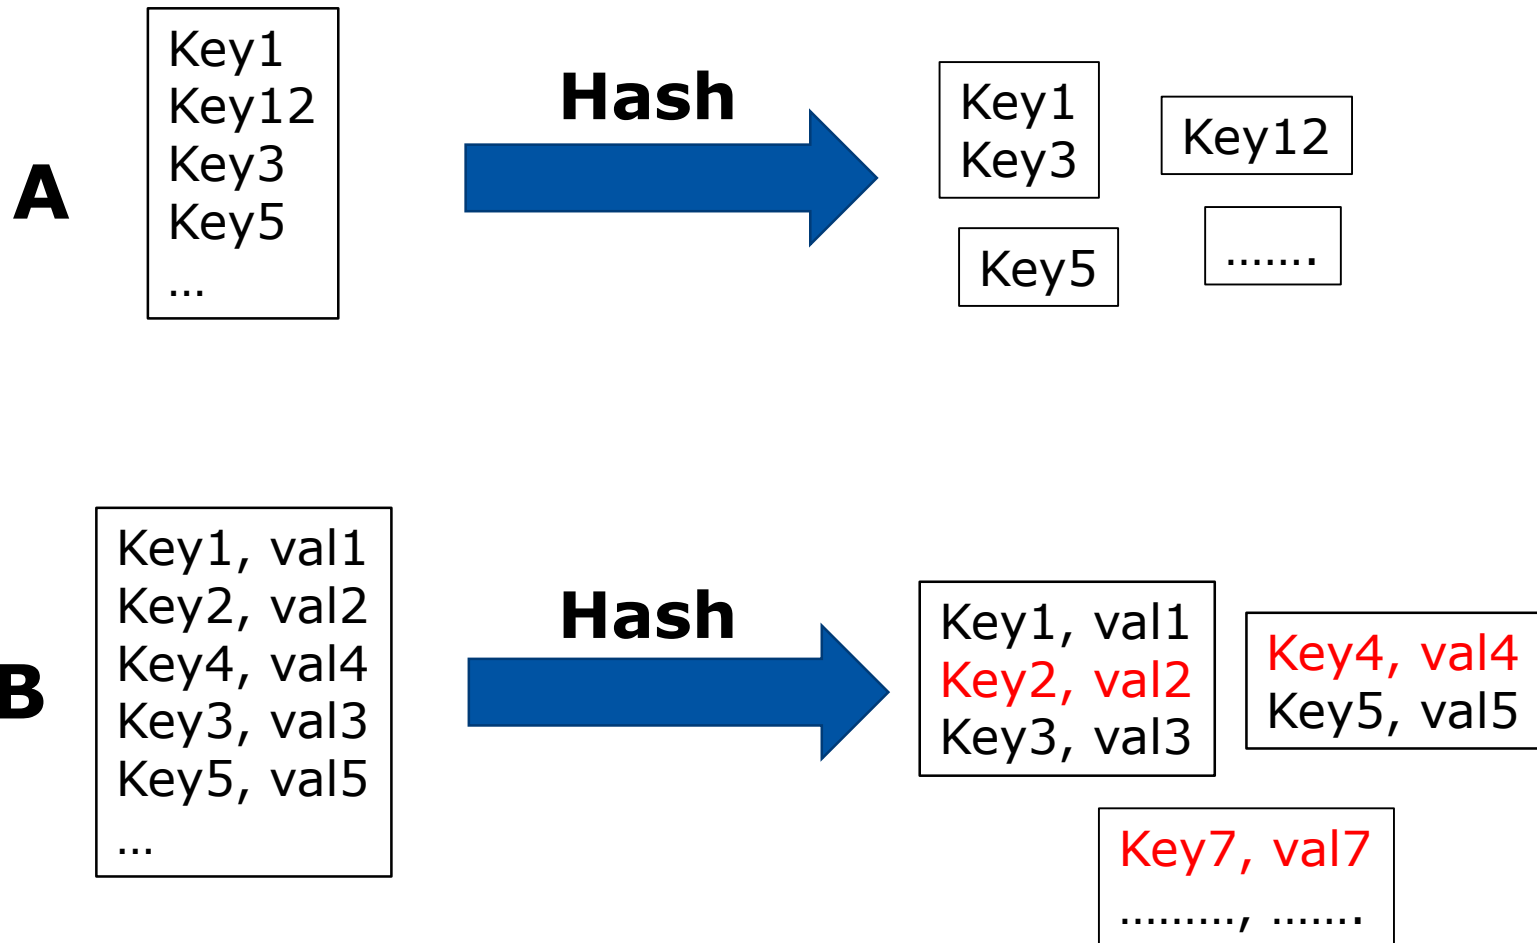 A
Key1
Key12
Key3
Key5
...
Hash
Key1
Key3
Key12
Key5
.......
B
Key1, val1
Key2, val2
Key4, val4
Key3, val3
Key5, val5
...
Hash
Key1, val1
Key2, val2
Key3, val3
Key4, val4
Key5, val5
Key7, val7
........., .......